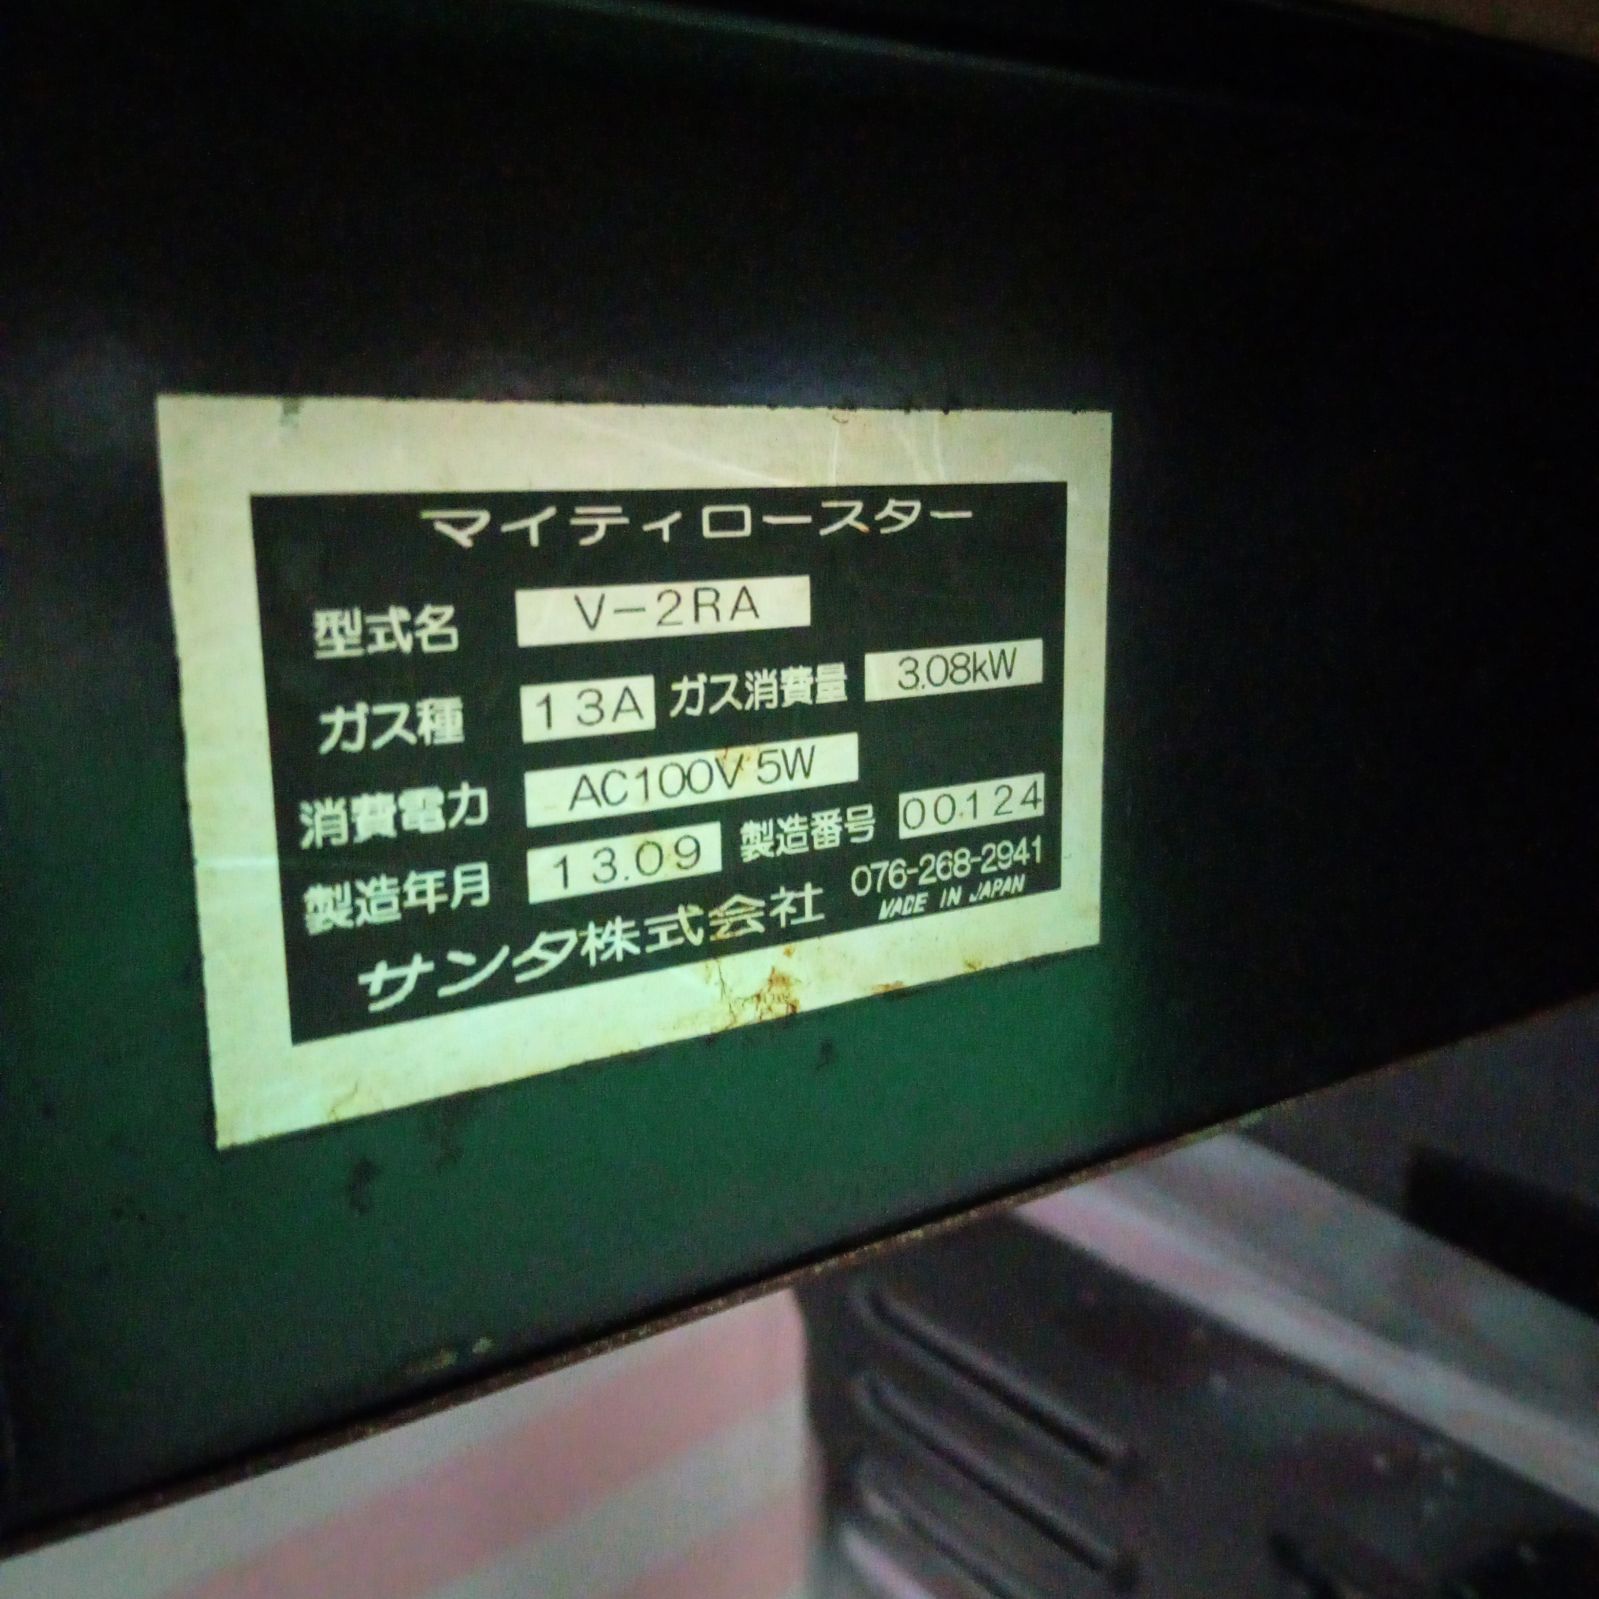 マイティロースター
型式名 V-2RA
ガス種 13A ガス消費量 3.08kW
消費電力 AC100V 5W
製造年月 13.09 製造番号 00124
サンタ株式会社 076-268-2941
MADE IN JAPAN